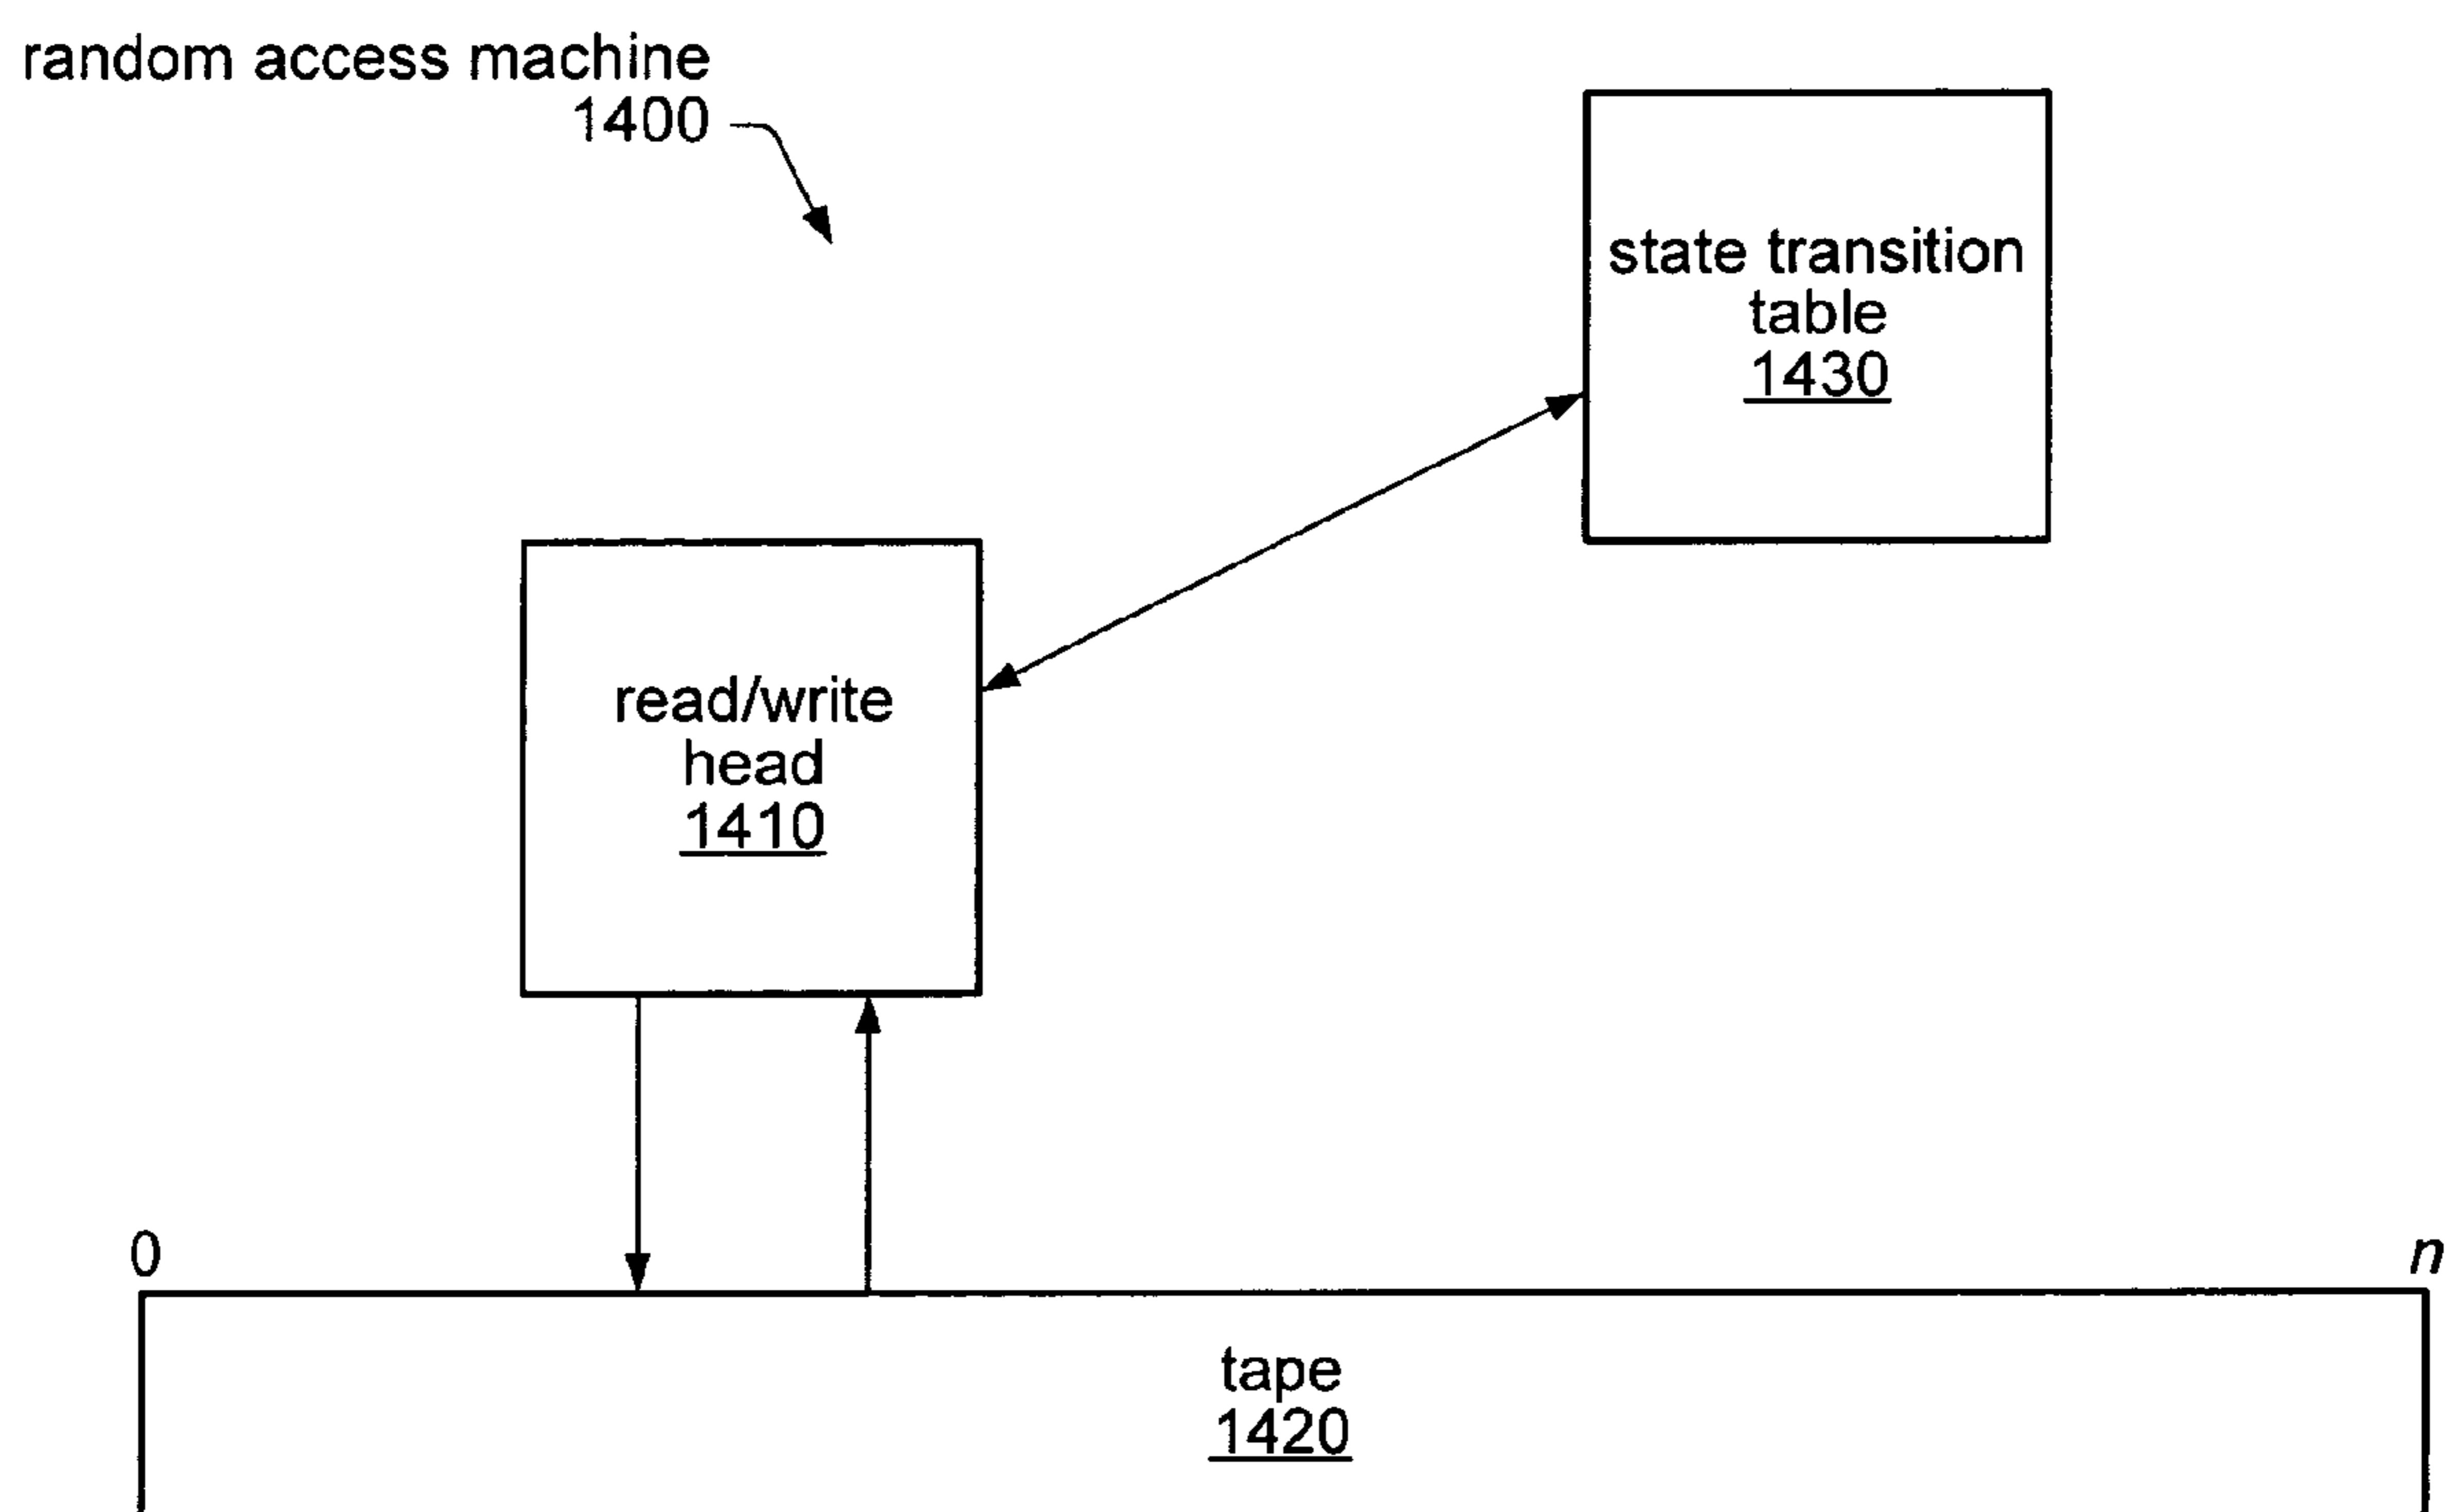 random access machine
1400
state transition
table
1430
read/write
head
1410
0
n
tape
1420